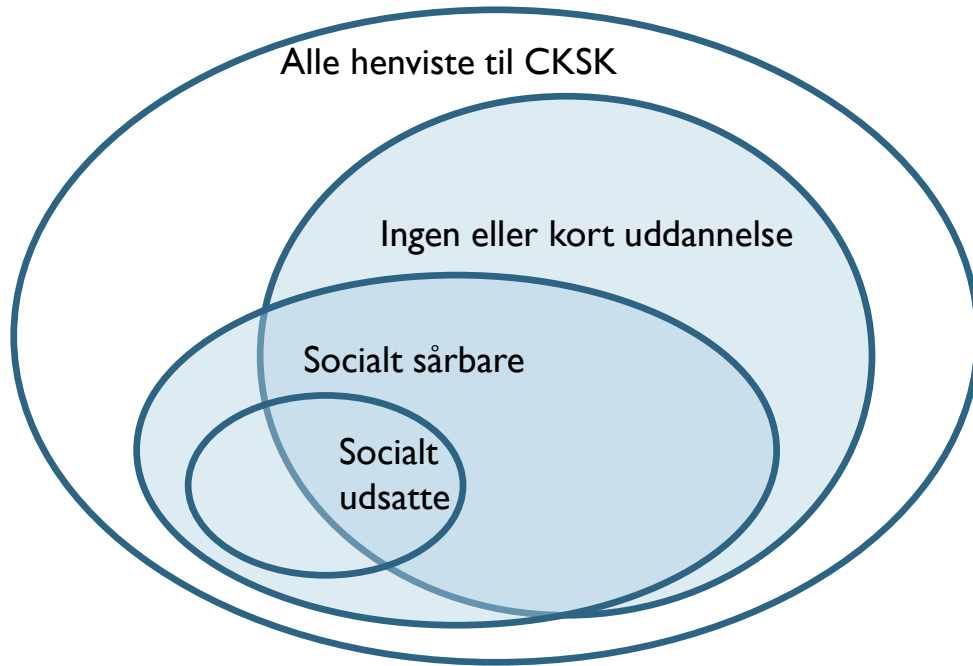 Alle henviste til CKSK
Ingen eller kort uddannelse
Socialt sårbare
Socialt
udsatte